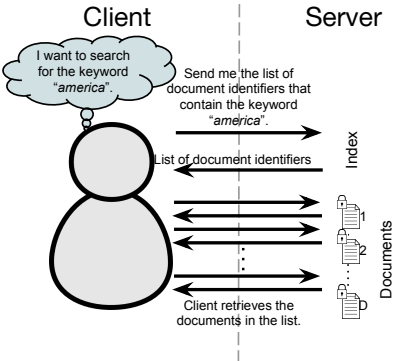 Client
Server
I want to search
for the keyword
“america”.
Send me the list of
document identifiers that
contain the keyword
“america”.
Index
List of document identifiers
1
2
D
Documents
Client retrieves the
documents in the list.